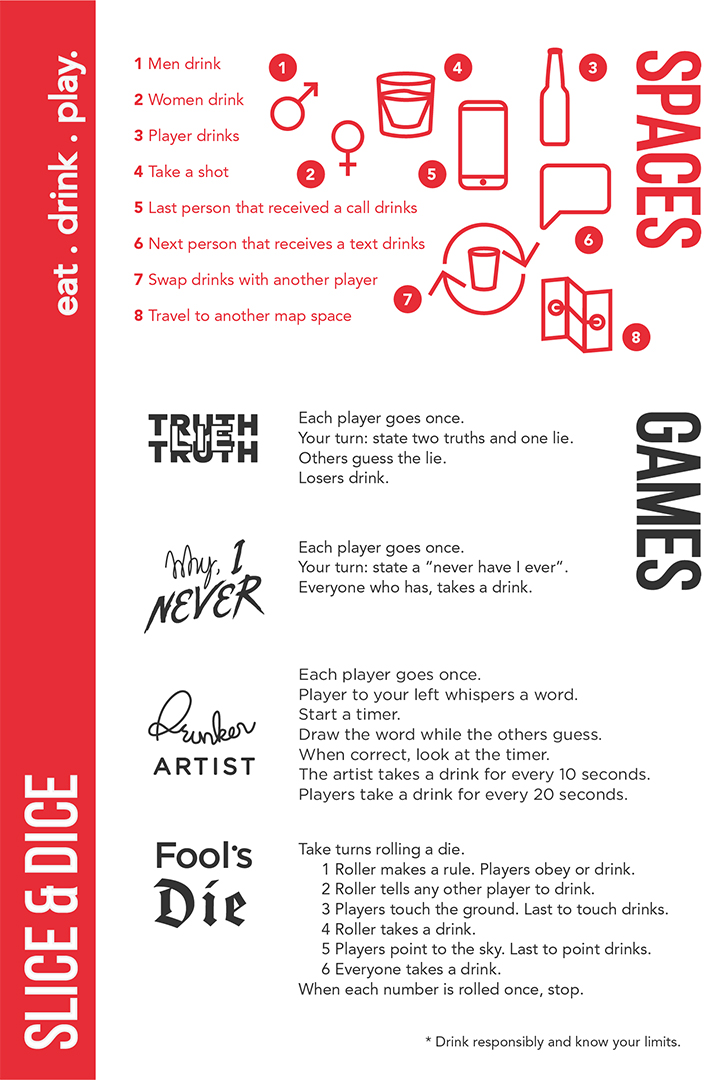 eat . drink . play.
SLICE & DICE
SPACES
1 Men drink
2 Women drink
3 Player drinks
4 Take a shot
5 Last person that received a call drinks
6 Next person that receives a text drinks
7 Swap drinks with another player
8 Travel to another map space
1
4
3
2
5
6
7
8
GAMES
TRUTH
LIE
TRUTH
Each player goes once.
Your turn: state two truths and one lie.
Others guess the lie.
Losers drink.
Why, I
NEVER
Each player goes once.
Your turn: state a “never have I ever“.
Everyone who has, takes a drink.
Drunker
ARTIST
Each player goes once.
Player to your left whispers a word.
Start a timer.
Draw the word while the others guess.
When correct, look at the timer.
The artist takes a drink for every 10 seconds.
Players take a drink for every 20 seconds.
Fool's
Die
Take turns rolling a die.
1 Roller makes a rule. Players obey or drink.
2 Roller tells any other player to drink.
3 Players touch the ground. Last to touch drinks.
4 Roller takes a drink.
5 Players point to the sky. Last to point drinks.
6 Everyone takes a drink.
When each number is rolled once, stop.
* Drink responsibly and know your limits.